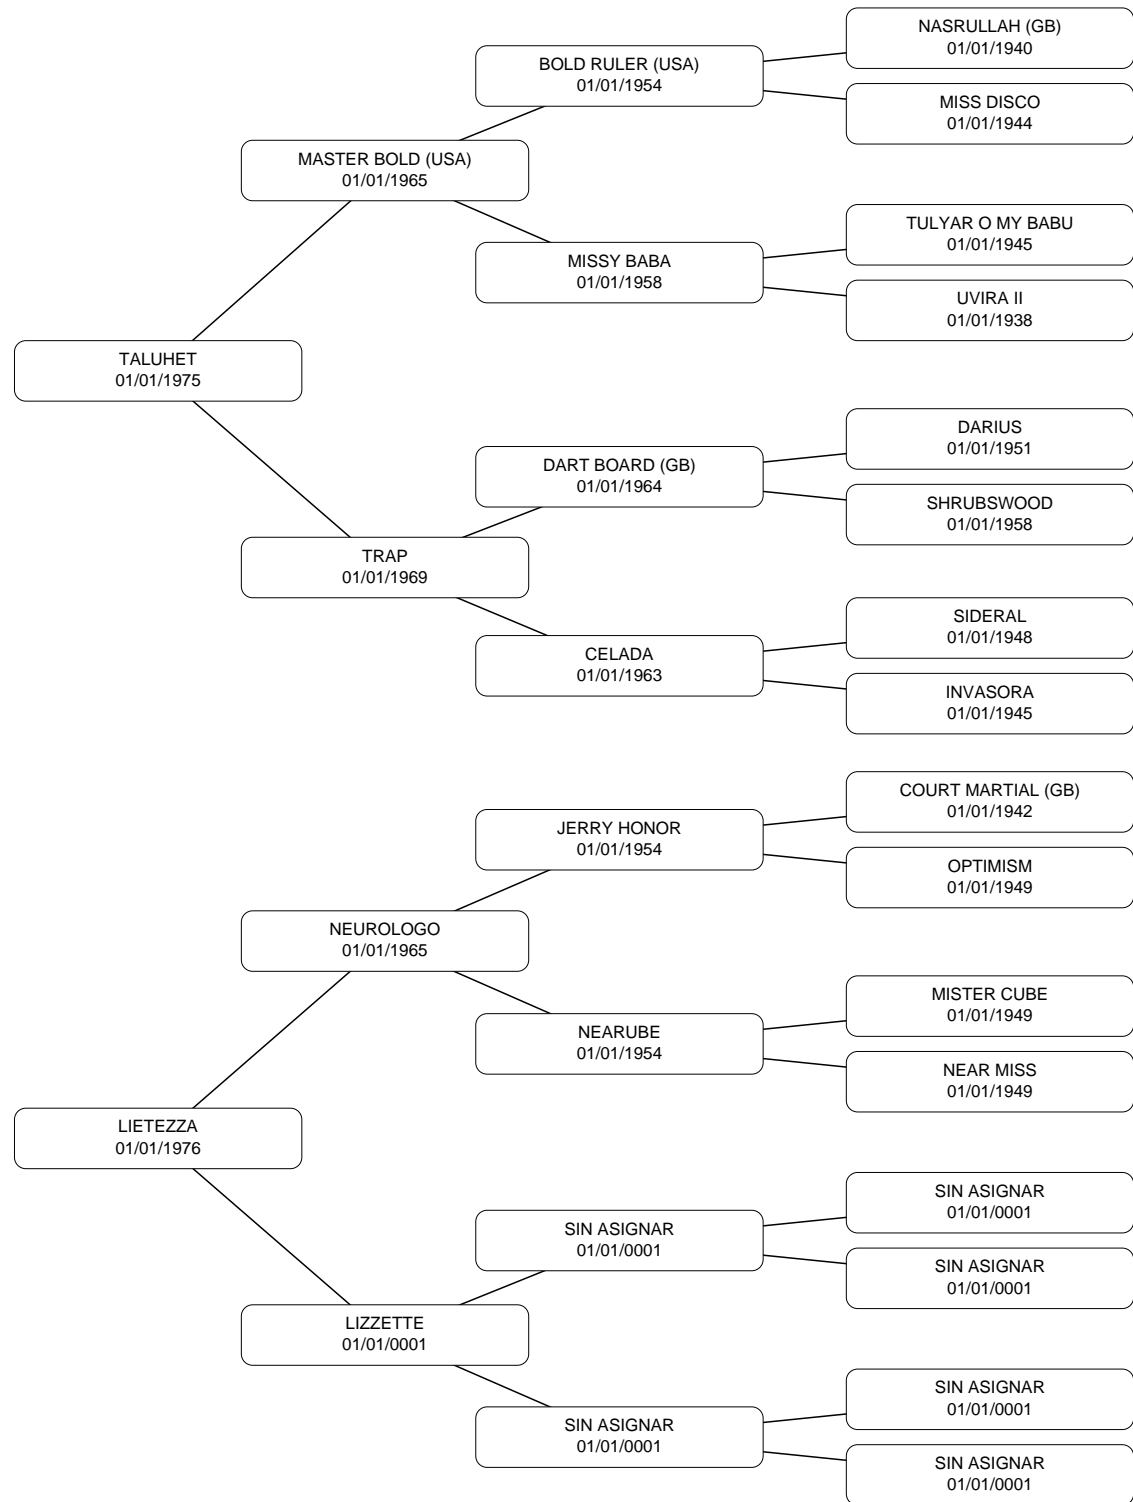 NASRULLAH (GB)
01/01/1940
BOLD RULER (USA)
01/01/1954
MISS DISCO
01/01/1944
MASTER BOLD (USA)
01/01/1965
TULYAR O MY BABU
01/01/1945
MISSY BABA
01/01/1958
UVIRA II
01/01/1938
TALUHET
01/01/1975
DARIUS
01/01/1951
DART BOARD (GB)
01/01/1964
SHRUBSWOOD
01/01/1958
TRAP
01/01/1969
SIDERAL
01/01/1948
CELADA
01/01/1963
INVASORA
01/01/1945
COURT MARTIAL (GB)
01/01/1942
JERRY HONOR
01/01/1954
OPTIMISM
01/01/1949
NEUROLOGO
01/01/1965
MISTER CUBE
01/01/1949
NEARUBE
01/01/1954
NEAR MISS
01/01/1949
LIETEZZA
01/01/1976
SIN ASIGNAR
01/01/0001
SIN ASIGNAR
01/01/0001
SIN ASIGNAR
01/01/0001
LIZZETTE
01/01/0001
SIN ASIGNAR
01/01/0001
SIN ASIGNAR
01/01/0001
SIN ASIGNAR
01/01/0001